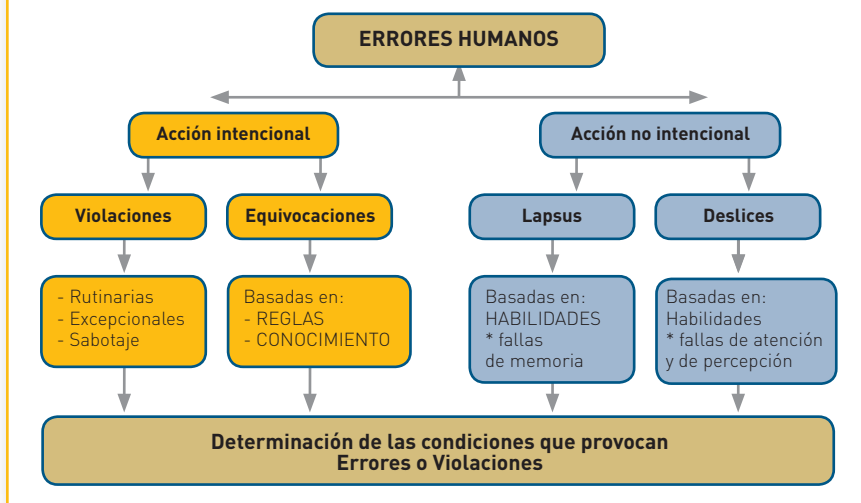 ERRORES HUMANOS
Acción intencional
Acción no intencional
Violaciones
Equivocaciones
Lapsus
Deslices
- Rutinarias
- Excepcionales
- Sabotaje
Basadas en:
- REGLAS
- CONOCIMIENTO
Basadas en:
HABILIDADES
* fallas
de memoria
Basadas en:
Habilidades
* fallas de atención
y de percepción
Determinación de las condiciones que provocan
Errores o Violaciones